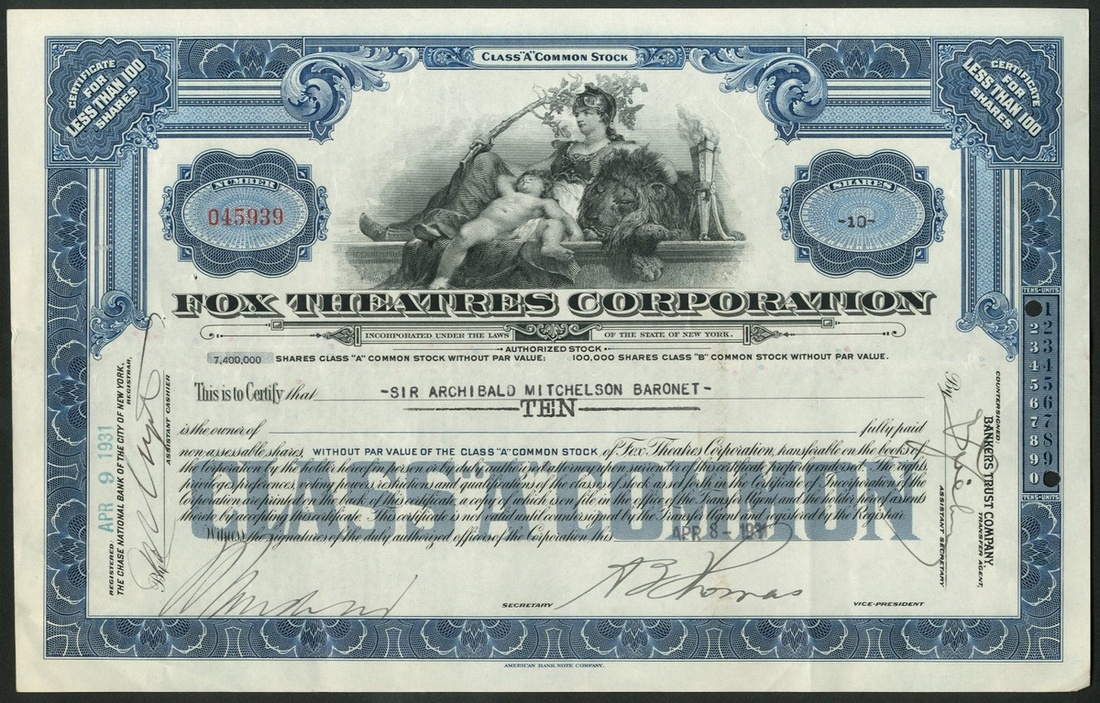 CLASS "A" COMMON STOCK
CERTIFICATE
FOR
LESS THAN 100
SHARES
CERTIFICATE
FOR
LESS THAN 100
SHARES
NUMBER
045939
SHARES
-10-
FOX THEATRES CORPORATION
INCORPORATED UNDER THE LAWS OF THE STATE OF NEW YORK.
AUTHORIZED STOCK
7,400,000 SHARES CLASS "A" COMMON STOCK WITHOUT PAR VALUE; 100,000 SHARES CLASS "B" COMMON STOCK WITHOUT PAR VALUE.
This is to Certify that -SIR ARCHIBALD MITCHELSON BARONET-
TEN
is the owner of fully paid
non-assessable shares, WITHOUT PAR VALUE OF THE CLASS "A" COMMON STOCK of Fox Theatres Corporation, transferable on the books of
the Corporation by the holder hereof in person or by duly authorized attorney upon surrender of this certificate properly endorsed. The rights
privileges, preferences, voting power, restrictions and qualifications of the class of stock are set forth in the Certificate of Incorporation of the
Corporation are printed on the back of this certificate, a copy of which is on file in the office of the Transfer Agent and the holder hereof assents
thereto by accepting this certificate. This certificate is not valid until countersigned by the Transfer Agent and registered by the Registrar.
Witness the signatures of the duly authorized officers of the Corporation this APR 8 - 1931
CLASS "A" COMMON
A B Thomas
SECRETARY
VICE-PRESIDENT
REGISTERED:
THE CHASE NATIONAL BANK OF THE CITY OF NEW YORK,
REGISTRAR,
APR 9 1931
By
ASSISTANT CASHIER
COUNTERSIGNED:
BANKERS TRUST COMPANY,
TRANSFER AGENT,
By
ASSISTANT SECRETARY
TENS-UNITS
1
2 2
3 3
4 4
5 5
6 6
7 7
8 8
9 9
0
TENS-UNITS
AMERICAN BANK NOTE COMPANY.